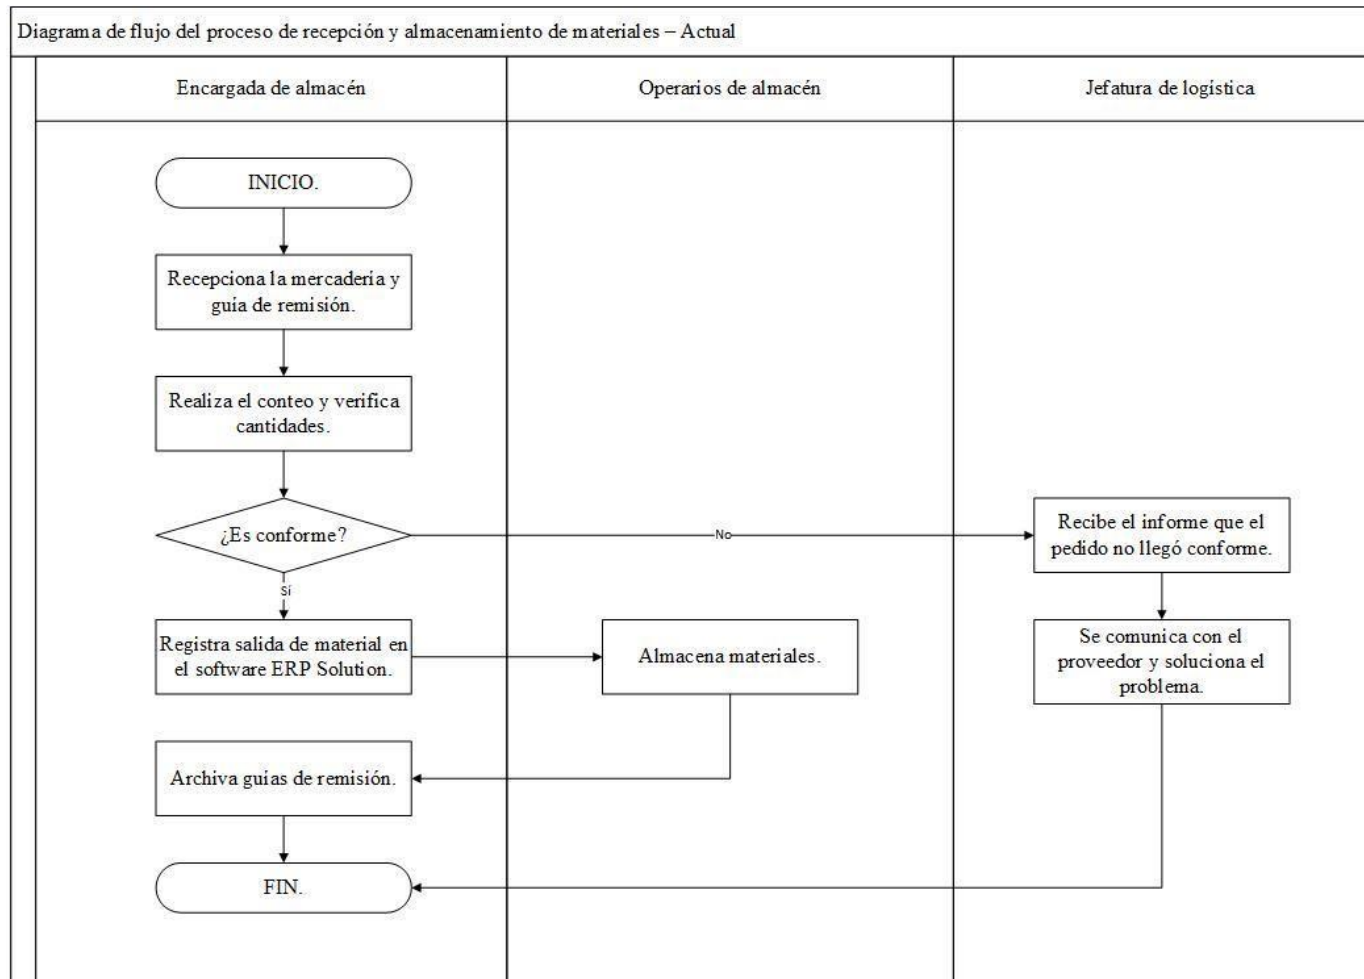 Diagrama de flujo del proceso de recepción y almacenamiento de materiales – Actual
Encargada de almacén
Operarios de almacén
Jefatura de logística
INICIO.
Recepciona la mercadería y
guía de remisión.
Realiza el conteo y verifica
cantidades.
¿Es conforme?
No
Recibe el informe que el
pedido no llegó conforme.
Sí
Registra salida de material en
el software ERP Solution.
Almacena materiales.
Se comunica con el
proveedor y soluciona el
problema.
Archiva guías de remisión.
FIN.